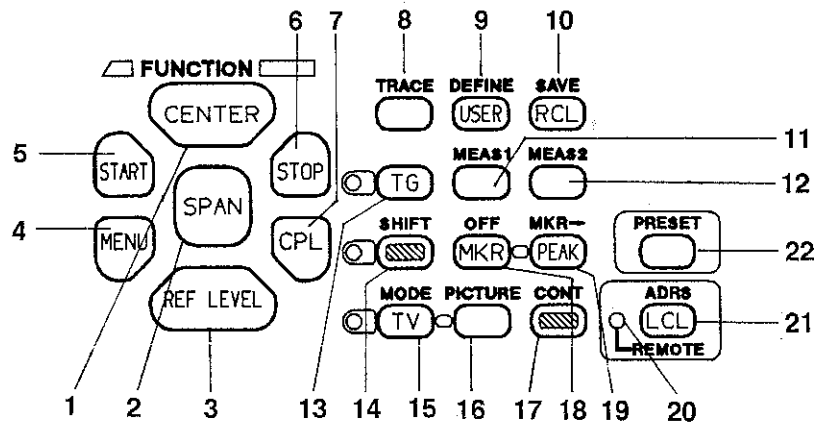 6 7 8 9 10
FUNCTION
TRACE DEFINE SAVE
CENTER
USER RCL
5
START STOP
MEAS1 MEAS2
11
12
TG
SPAN
4
MENU CPL
SHIFT OFF MKR→
PRESET
MKR PEAK
22
REF LEVEL
MODE PICTURE CONT
ADRS
TV
LCL
21
REMOTE
1 2 3 13 14 15 16 17 18 19 20